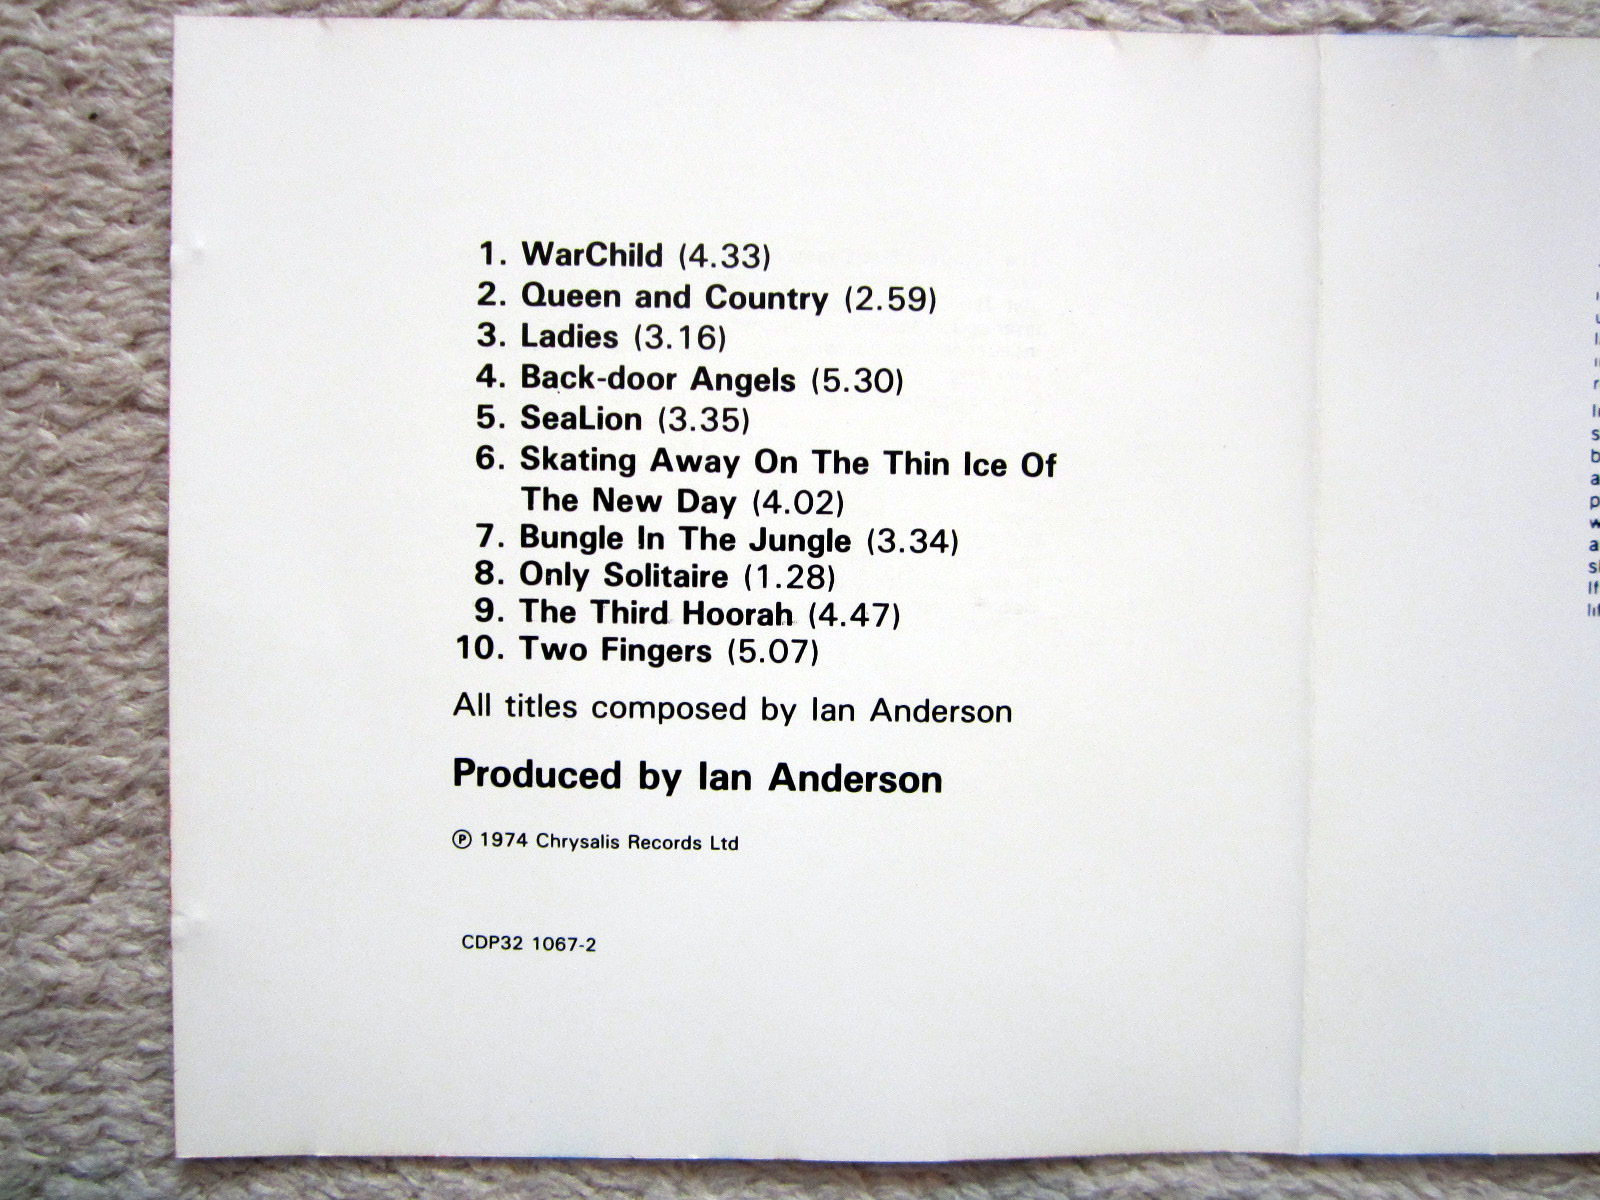 1. WarChild (4.33)
2. Queen and Country (2.59)
3. Ladies (3.16)
4. Back-door Angels (5.30)
5. SeaLion (3.35)
6. Skating Away On The Thin Ice Of
The New Day (4.02)
7. Bungle In The Jungle (3.34)
8. Only Solitaire (1.28)
9. The Third Hoorah (4.47)
10. Two Fingers (5.07)
All titles composed by Ian Anderson
Produced by Ian Anderson
℗ 1974 Chrysalis Records Ltd
CDP32 1067-2